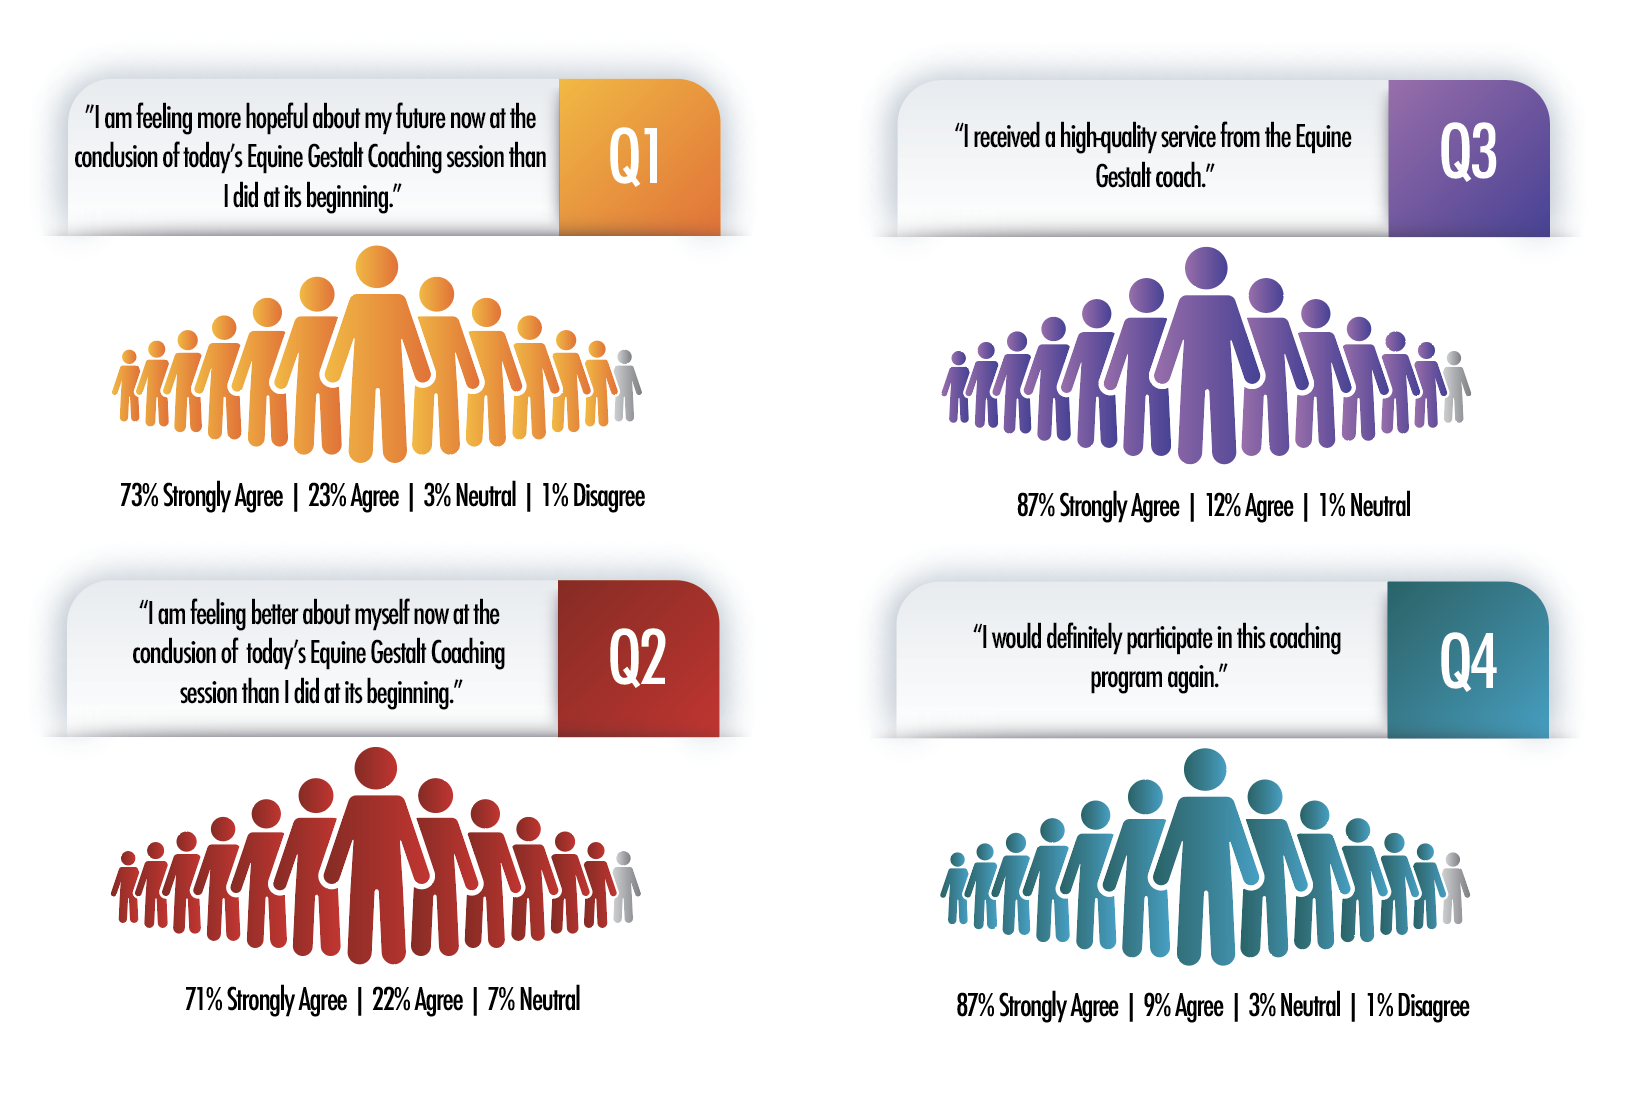 ”I am feeling more hopeful about my future now at the
conclusion of today’s Equine Gestalt Coaching session than
I did at its beginning.”
Q1
73% Strongly Agree | 23% Agree | 3% Neutral | 1% Disagree
“I am feeling better about myself now at the
conclusion of today’s Equine Gestalt Coaching
session than I did at its beginning.”
Q2
71% Strongly Agree | 22% Agree | 7% Neutral
“I received a high-quality service from the Equine
Gestalt coach.”
Q3
87% Strongly Agree | 12% Agree | 1% Neutral
“I would definitely participate in this coaching
program again.”
Q4
87% Strongly Agree | 9% Agree | 3% Neutral | 1% Disagree